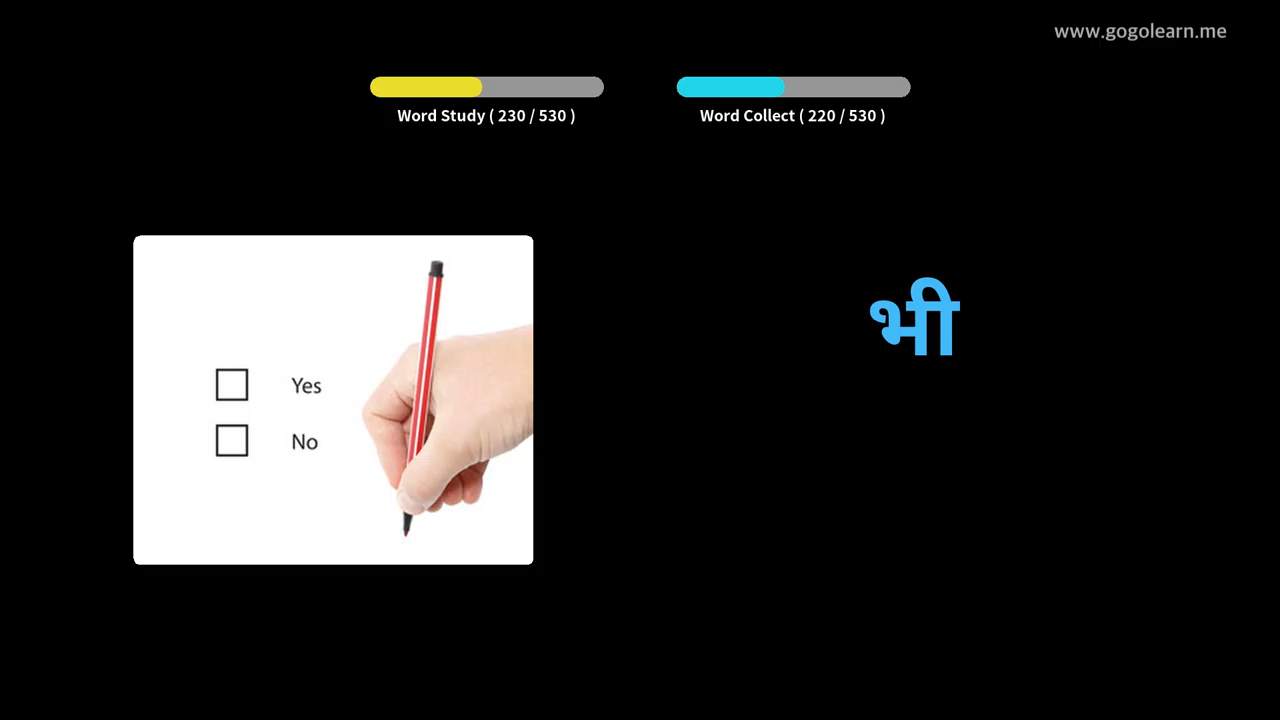 www.gogolearn.me
Word Study ( 230 / 530 )
Word Collect ( 220 / 530 )
Yes
No
भी